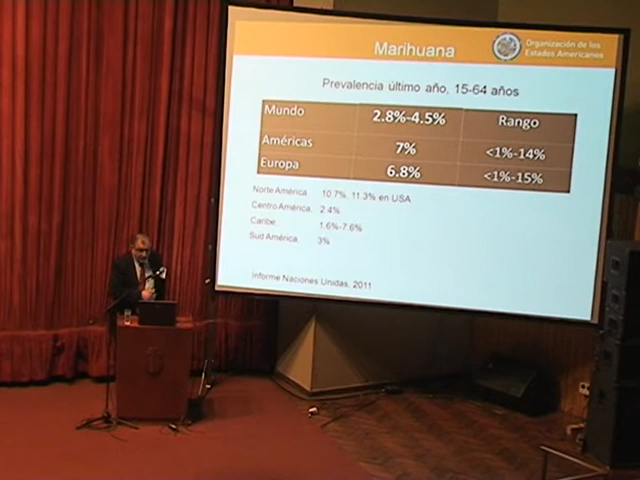 Marihuana
Organización de los
Estados Americanos
Prevalencia último año, 15-64 años
Mundo 2.8%-4.5% Rango
Américas 7% <1%-14%
Europa 6.8% <1%-15%
Norte América, 10.7%, 11.3% en USA
Centro América, 2.4%
Caribe, 1.6%-7.6%
Sud América, 3%
Informe Naciones Unidas, 2011